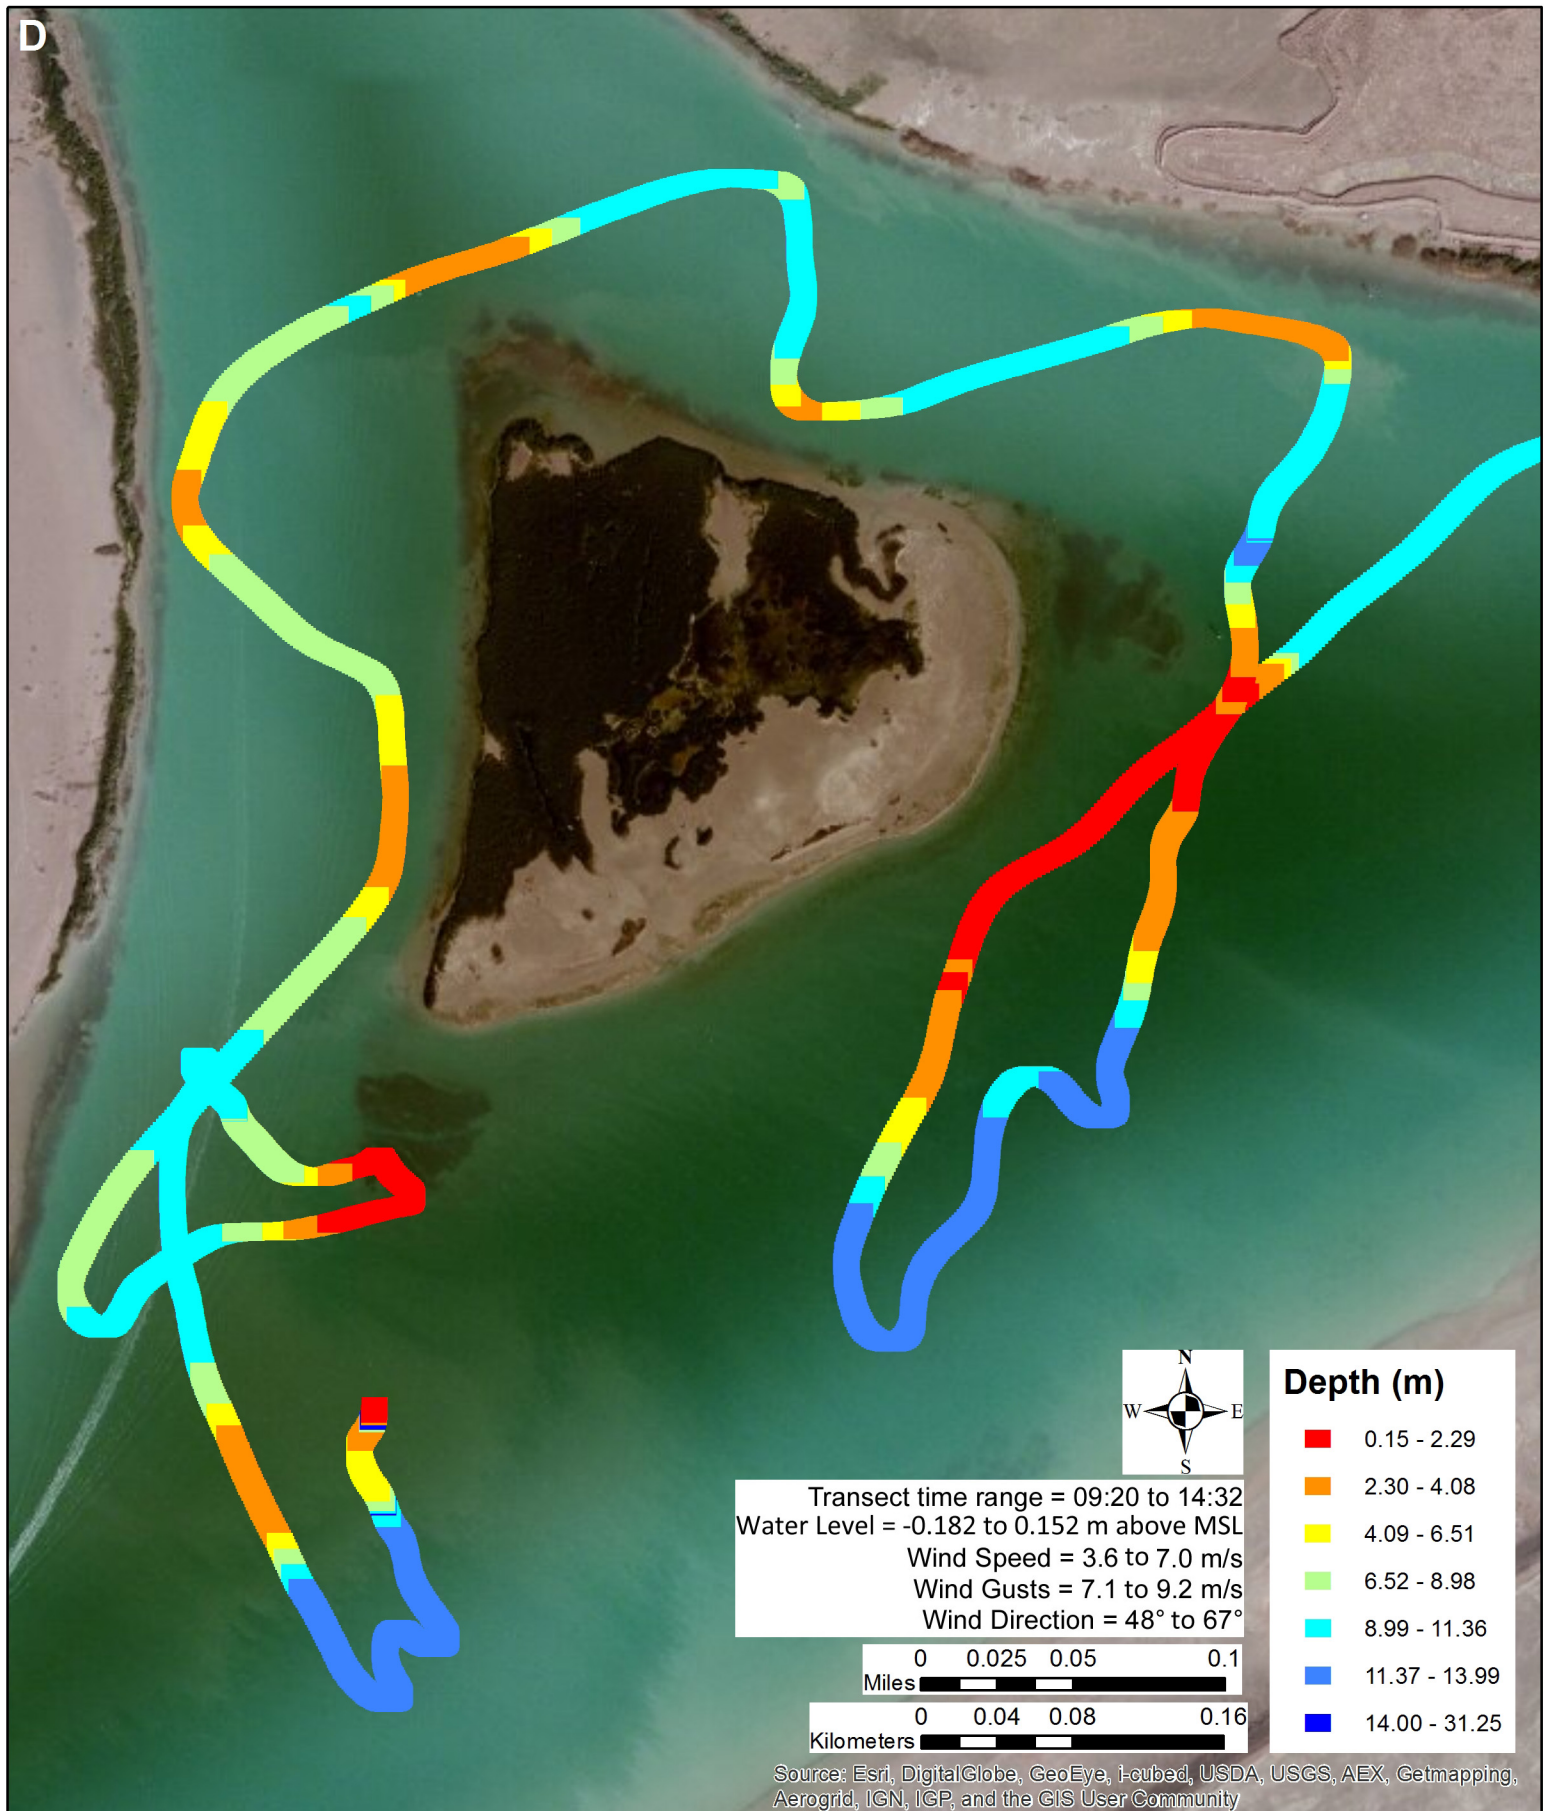 D
N
W E
S
Depth (m)
0.15 - 2.29
2.30 - 4.08
4.09 - 6.51
6.52 - 8.98
8.99 - 11.36
11.37 - 13.99
14.00 - 31.25
Transect time range = 09:20 to 14:32
Water Level = -0.182 to 0.152 m above MSL
Wind Speed = 3.6 to 7.0 m/s
Wind Gusts = 7.1 to 9.2 m/s
Wind Direction = 48° to 67°
0 0.025 0.05 0.1
Miles
0 0.04 0.08 0.16
Kilometers
Source: Esri, DigitalGlobe, GeoEye, i-cubed, USDA, USGS, AEX, Getmapping,
Aerogrid, IGN, IGP, and the GIS User Community